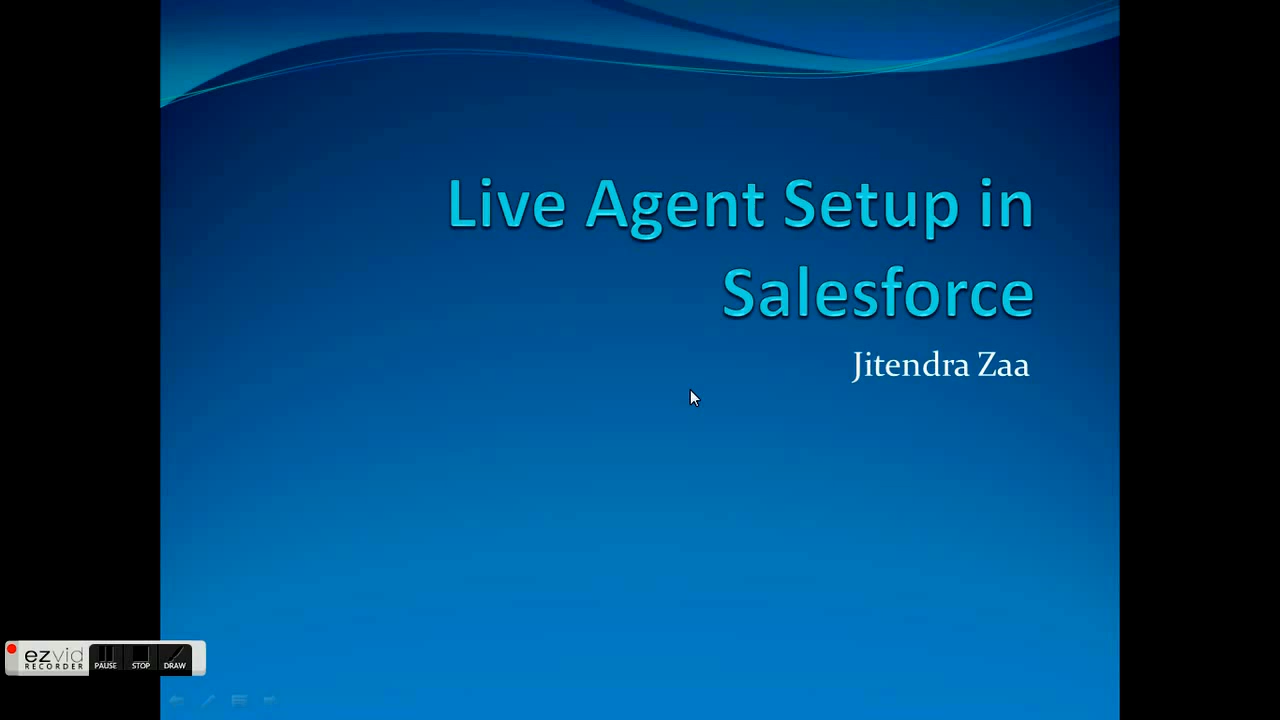 Live Agent Setup in
Salesforce
Jitendra Zaa
ezvid
RECORDER
PAUSE STOP DRAW